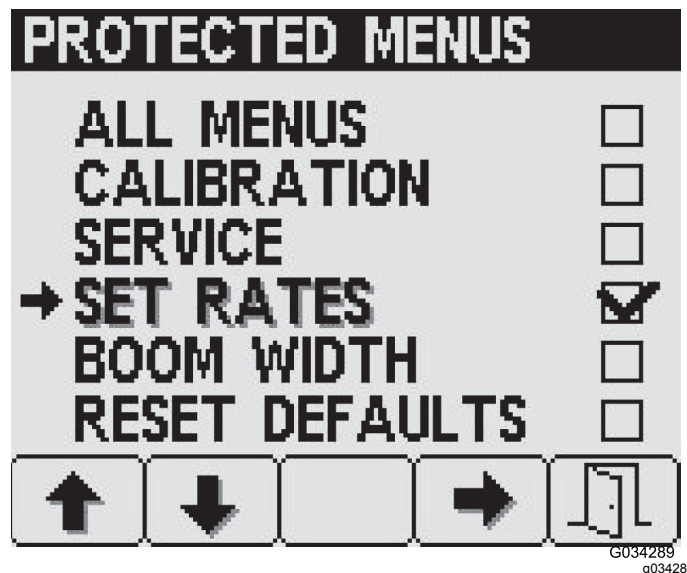 PROTECTED MENUS
ALL MENUS
CALIBRATION
SERVICE
SET RATES
BOOM WIDTH
RESET DEFAULTS
G034289
g03428